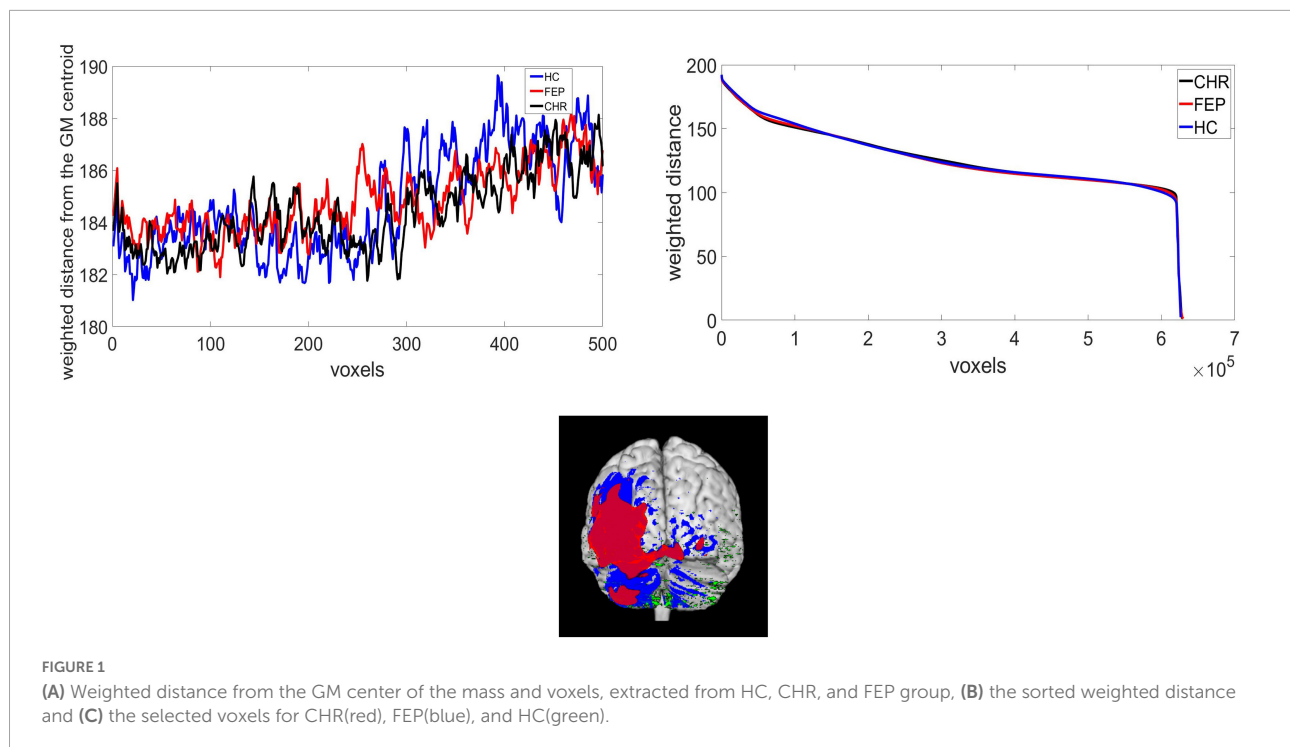 weighted distance from the GM centroid
190
188
186
184
182
180
0
100
200
300
400
500
voxels
HC
FEP
CHR
weighted distance
200
150
100
50
0
0
1
2
3
4
5
6
7
×10⁵
voxels
CHR
FEP
HC
FIGURE 1
(A) Weighted distance from the GM center of the mass and voxels, extracted from HC, CHR, and FEP group, (B) the sorted weighted distance
and (C) the selected voxels for CHR(red), FEP(blue), and HC(green).